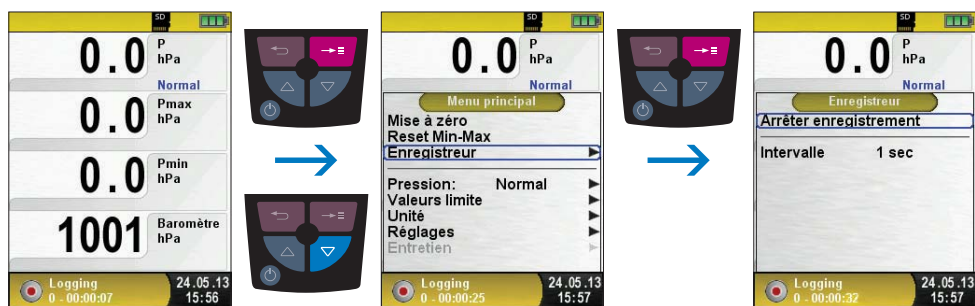 SD
0.0 P hPa
Normal
0.0 Pmax hPa
0.0 Pmin hPa
1001 Baromètre hPa
Logging
0 - 00:00:07
24.05.13
15:56
SD
0.0 P hPa
Normal
Menu principal
Mise à zéro
Reset Min-Max
Enregistreur
Pression: Normal
Valeurs limite
Unité
Réglages
Entretien
Logging
0 - 00:00:25
24.05.13
15:57
SD
0.0 P hPa
Normal
Enregistreur
Arrêter enregistrement
Intervalle 1 sec
Logging
0 - 00:00:32
24.05.13
15:57